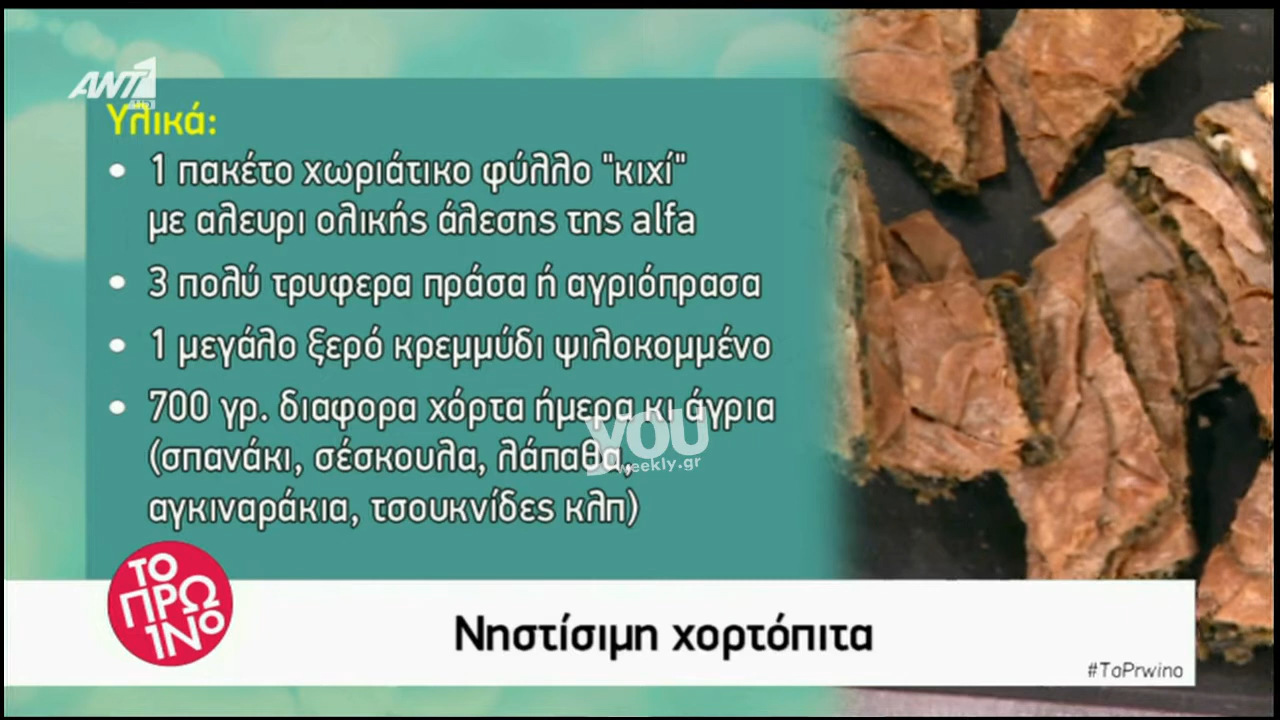 ANT1
Υλικά:
• 1 πακέτο χωριάτικο φύλλο "κιχί"
με αλευρι ολικής άλεσης της alfa
• 3 πολύ τρυφερα πράσα ή αγριόπρασα
• 1 μεγάλο ξερό κρεμμύδι ψιλοκομμένο
• 700 γρ. διαφορα χόρτα ήμερα κι άγρια
(σπανάκι, σέσκουλα, λάπαθα,
αγκιναράκια, τσουκνίδες κλπ)
YOU
weekly.gr
ΤΟ
ΠΡΩ
ΙΝΟ
Νηστίσιμη χορτόπιτα
#ToPrwino